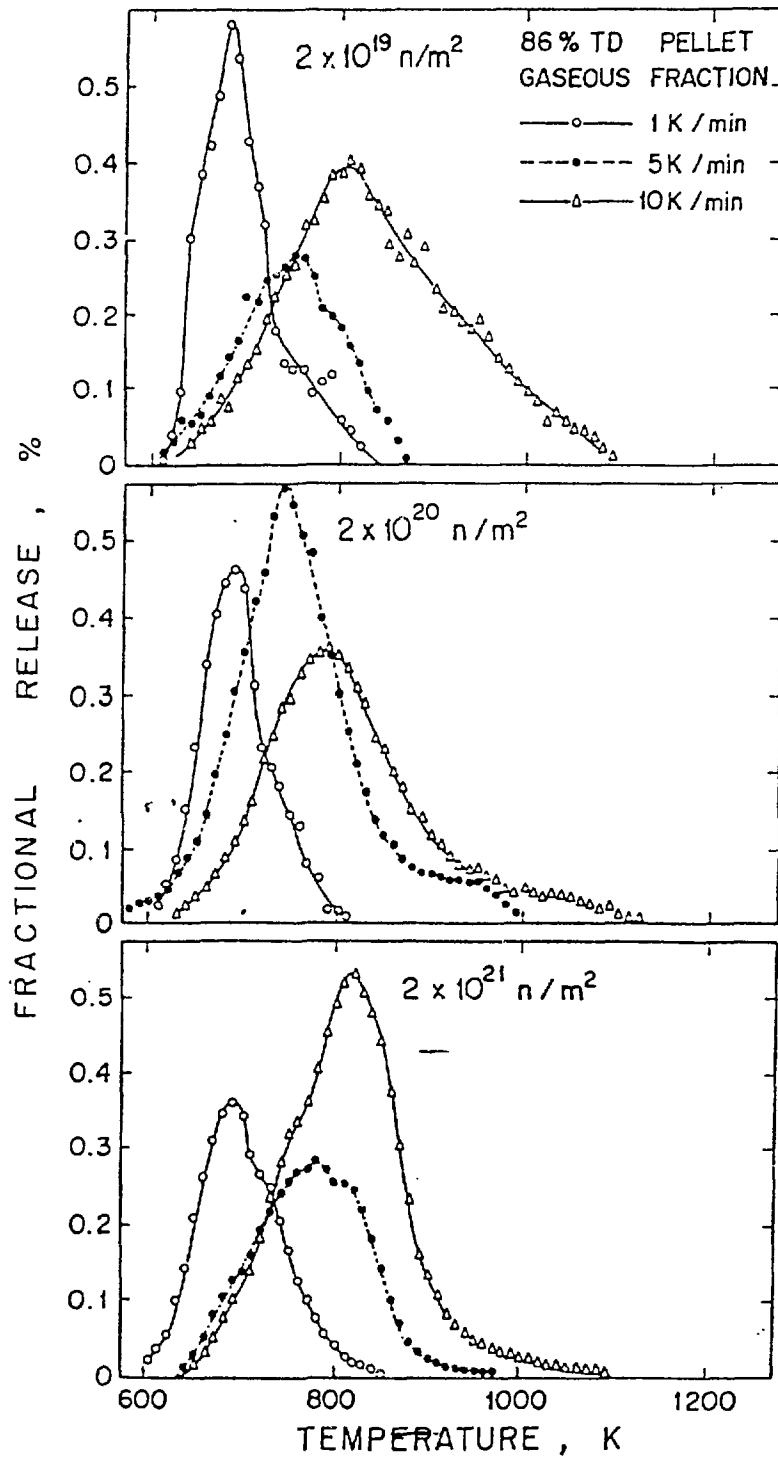 2 × 10^19 n/m^2
86% TD PELLET
GASEOUS FRACTION
1 K/min
5 K/min
10 K/min
0.5
0.4
0.3
0.2
0.1
0
2 × 10^20 n/m^2
0.5
0.4
0.3
0.2
0.1
0
2 × 10^21 n/m^2
0.5
0.4
0.3
0.2
0.1
0
600 800 1000 1200
FRACTIONAL RELEASE , %
TEMPERATURE , K